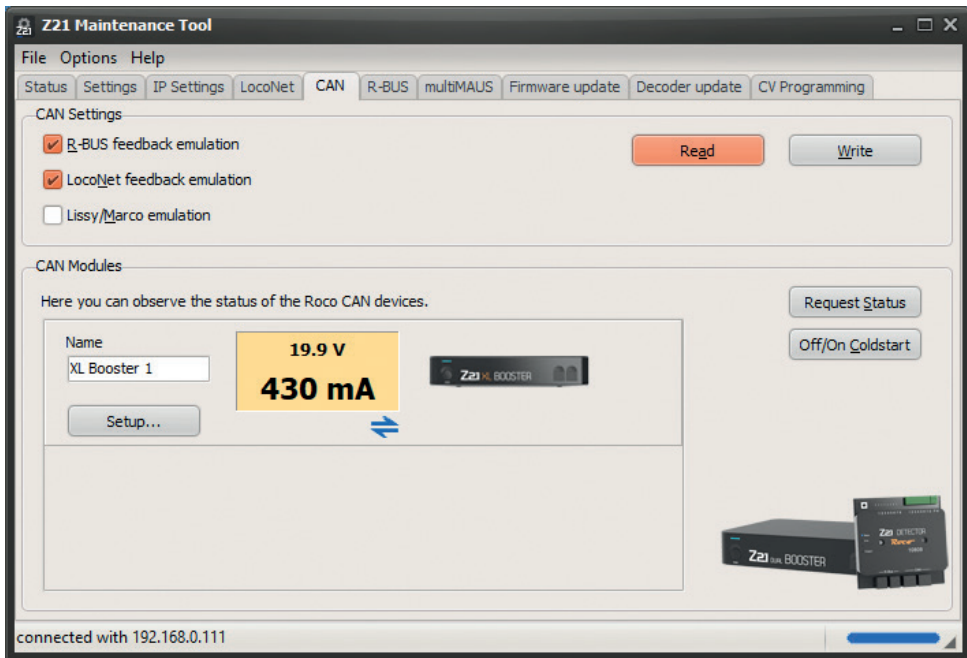 Z21 Maintenance Tool
File Options Help
Status Settings IP Settings LocoNet CAN R-BUS multiMAUS Firmware update Decoder update CV Programming
CAN Settings
R-BUS feedback emulation
LocoNet feedback emulation
Lissy/Marco emulation
Read
Write
CAN Modules
Here you can observe the status of the Roco CAN devices.
Request Status
Off/On Coldstart
Name
XL Booster 1
Setup...
19.9 V
430 mA
Z21 XL BOOSTER
Z21 DUAL BOOSTER
Z21 DETECTOR
Roco
connected with 192.168.0.111